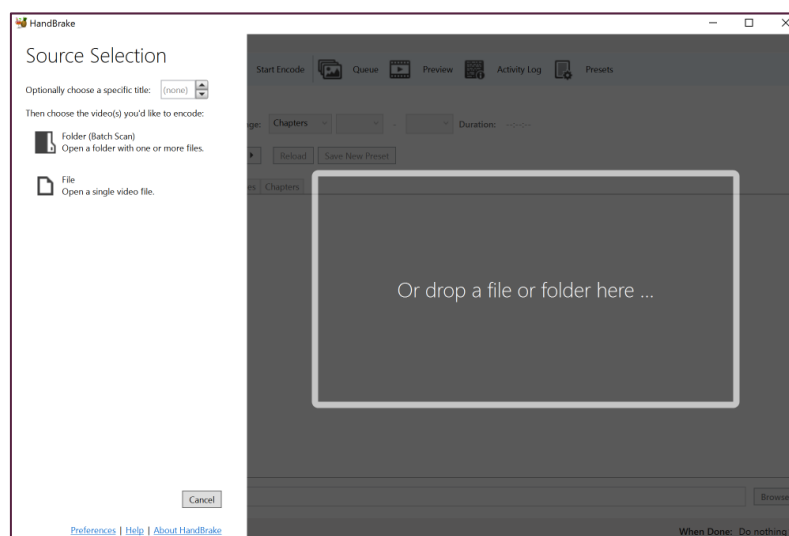 HandBrake
Source Selection
Optionally choose a specific title: (none)
Then choose the video(s) you'd like to encode:
Folder (Batch Scan)
Open a folder with one or more files.
File
Open a single video file.
Cancel
Preferences | Help | About HandBrake
Start Encode Queue Preview Activity Log Presets
Chapters - Duration: --:--:--
Reload Save New Preset
Chapters
Or drop a file or folder here ...
Browse
When Done: Do nothing